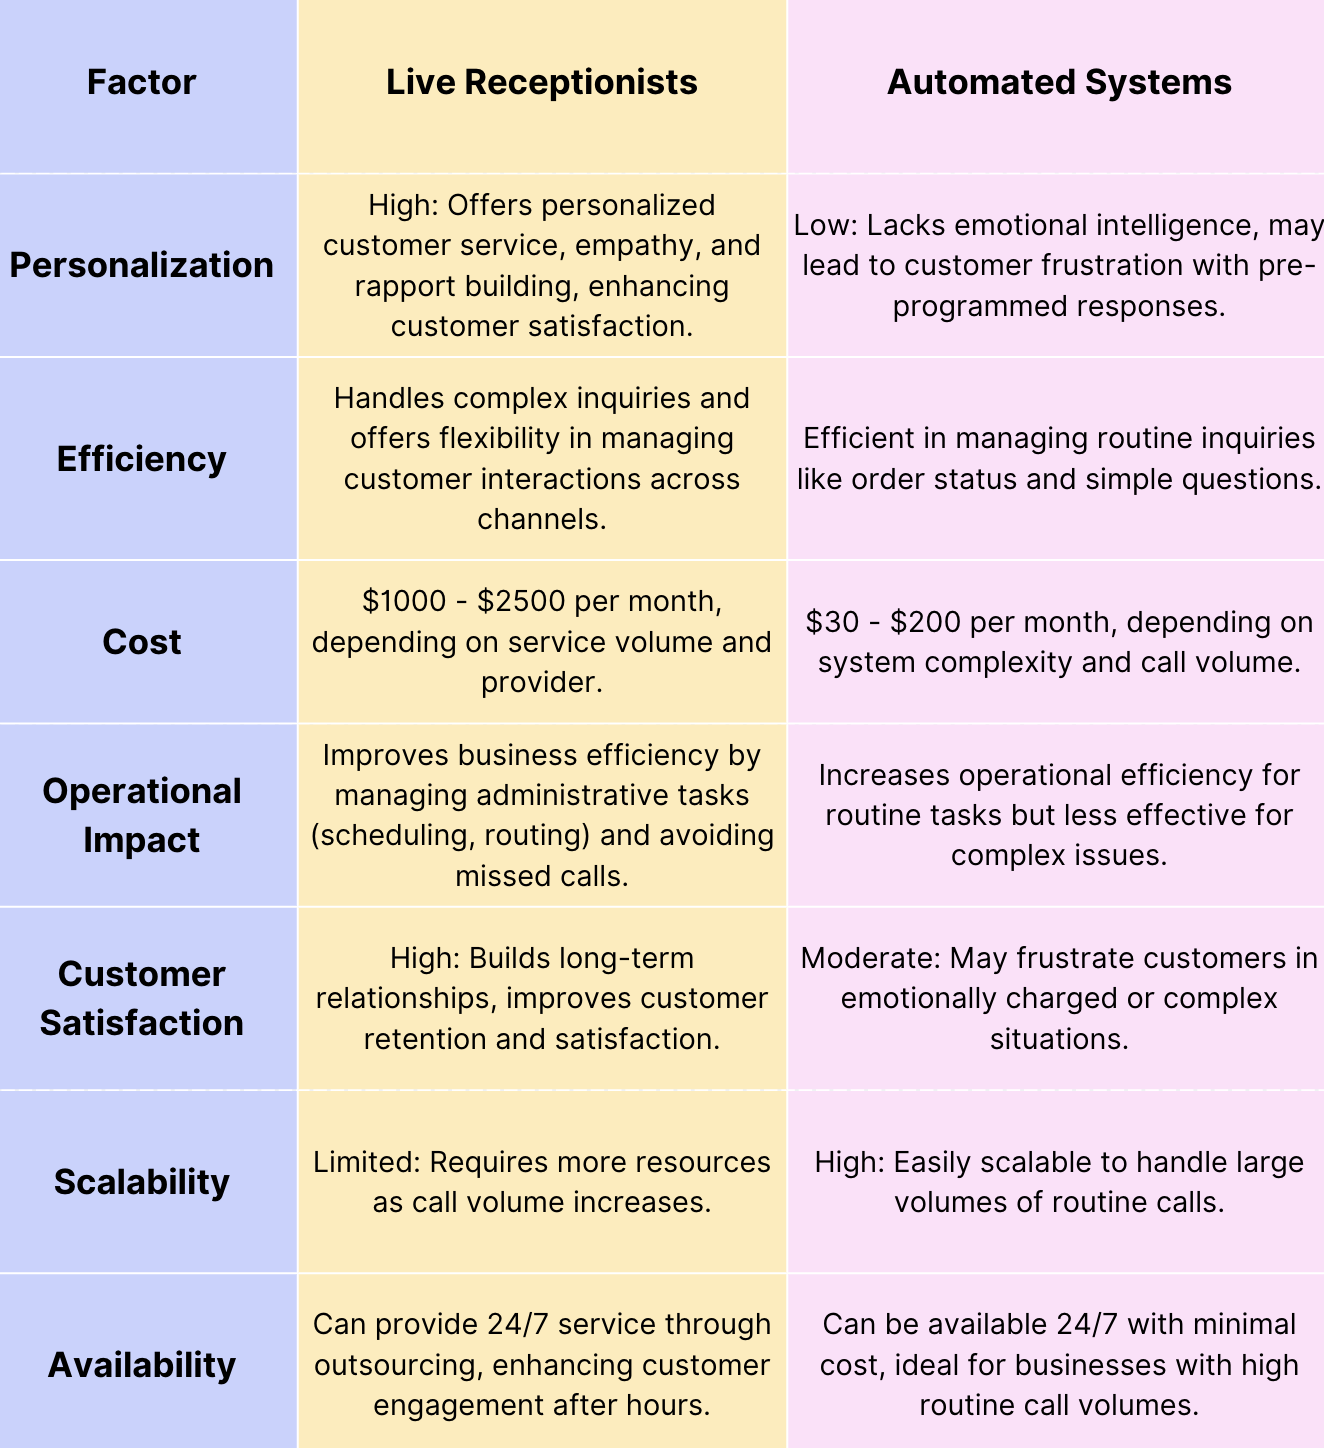 Factor
Live Receptionists
Automated Systems
Personalization
High: Offers personalized
customer service, empathy, and
rapport building, enhancing
customer satisfaction.
Low: Lacks emotional intelligence, may
lead to customer frustration with pre-
programmed responses.
Efficiency
Handles complex inquiries and
offers flexibility in managing
customer interactions across
channels.
Efficient in managing routine inquiries
like order status and simple questions.
Cost
$1000 - $2500 per month,
depending on service volume and
provider.
$30 - $200 per month, depending on
system complexity and call volume.
Operational
Impact
Improves business efficiency by
managing administrative tasks
(scheduling, routing) and avoiding
missed calls.
Increases operational efficiency for
routine tasks but less effective for
complex issues.
Customer
Satisfaction
High: Builds long-term
relationships, improves customer
retention and satisfaction.
Moderate: May frustrate customers in
emotionally charged or complex
situations.
Scalability
Limited: Requires more resources
as call volume increases.
High: Easily scalable to handle large
volumes of routine calls.
Availability
Can provide 24/7 service through
outsourcing, enhancing customer
engagement after hours.
Can be available 24/7 with minimal
cost, ideal for businesses with high
routine call volumes.